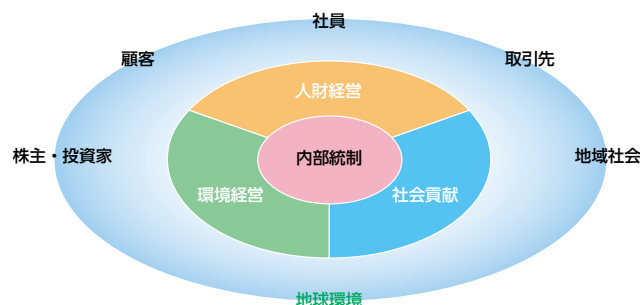 社員
顧客
取引先
人財経営
株主・投資家
内部統制
地域社会
環境経営
社会貢献
地球環境